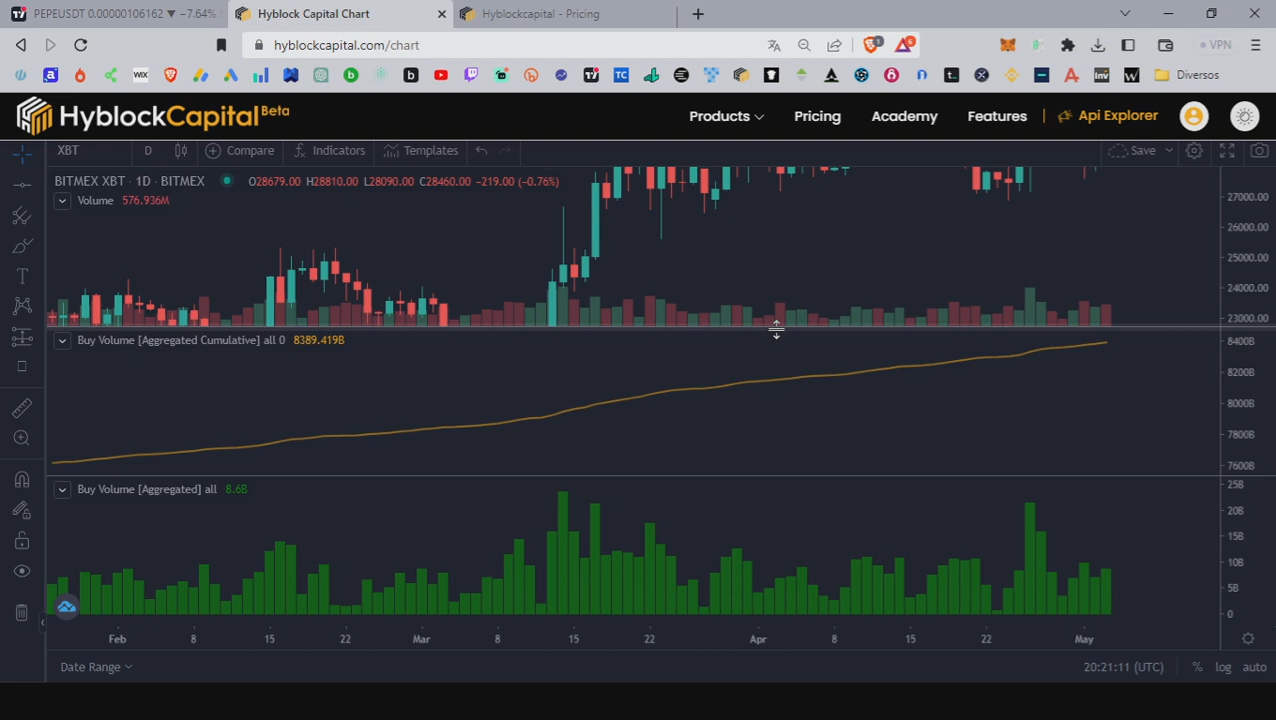 PEPEUSDT 0.00000106162 ▼ −7.64%
Hyblock Capital Chart
Hyblockcapital - Pricing
hyblockcapital.com/chart
1
6
VPN
WIX
TC
Inv
W
Diversos
HyblockCapital Beta
Products
Pricing
Academy
Features
Api Explorer
XBT
D
Compare
Indicators
Templates
Save
BITMEX XBT · 1D · BITMEX
O28679.00 H28810.00 L28090.00 C28460.00 −219.00 (−0.76%)
Volume 576.936M
27000.00
26000.00
25000.00
24000.00
23000.00
Buy Volume [Aggregated Cumulative] all 0 8389.419B
8400B
8200B
8000B
7800B
7600B
Buy Volume [Aggregated] all 8.6B
25B
20B
15B
10B
5B
0
Feb 8 15 22 Mar 8 15 22 Apr 8 15 22 May
Date Range
20:21:11 (UTC)
% log auto